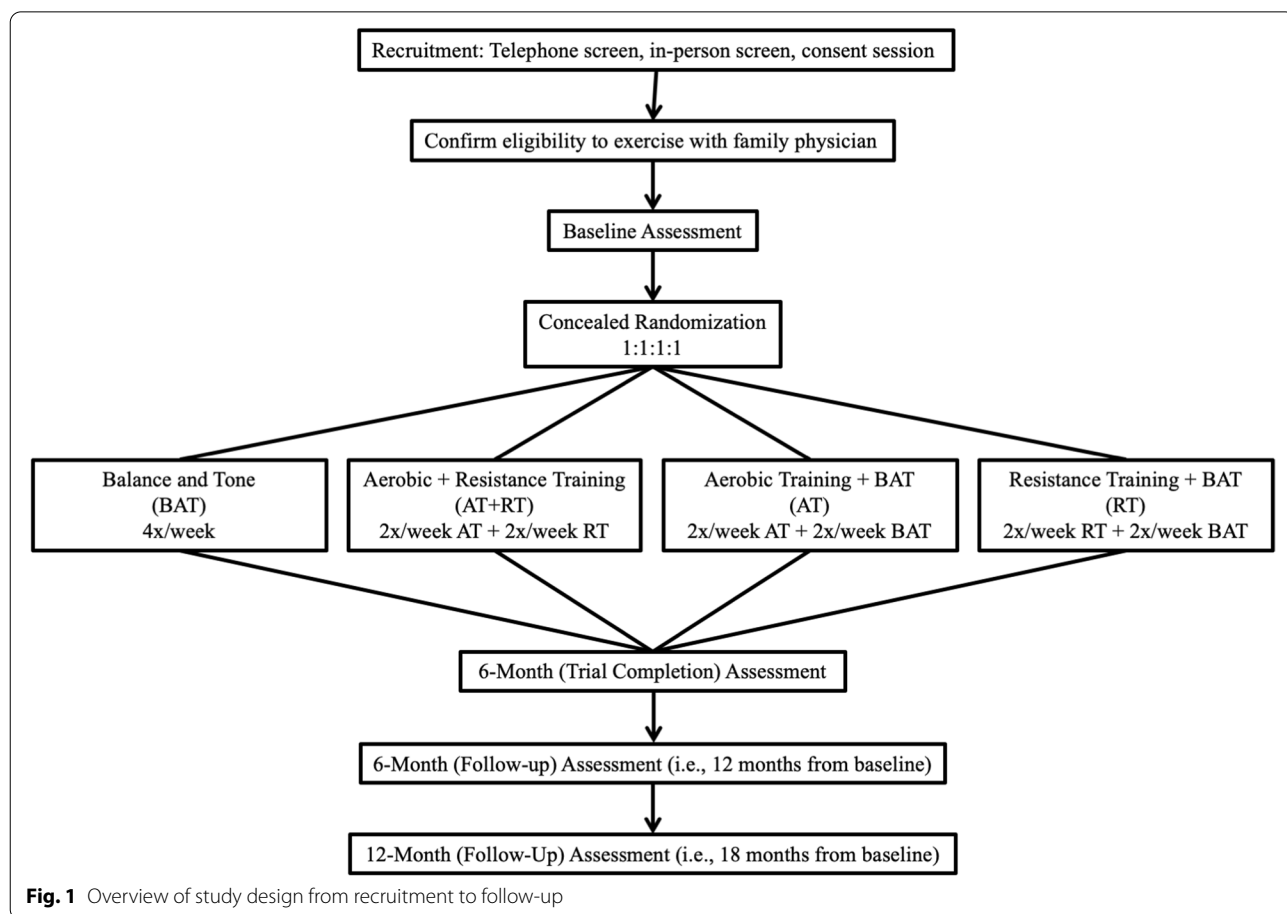 Recruitment: Telephone screen, in-person screen, consent session
Confirm eligibility to exercise with family physician
Baseline Assessment
Concealed Randomization
1:1:1:1
Balance and Tone
(BAT)
4x/week
Aerobic + Resistance Training
(AT+RT)
2x/week AT + 2x/week RT
Aerobic Training + BAT
(AT)
2x/week AT + 2x/week BAT
Resistance Training + BAT
(RT)
2x/week RT + 2x/week BAT
6-Month (Trial Completion) Assessment
6-Month (Follow-up) Assessment (i.e., 12 months from baseline)
12-Month (Follow-Up) Assessment (i.e., 18 months from baseline)
Fig. 1 Overview of study design from recruitment to follow-up